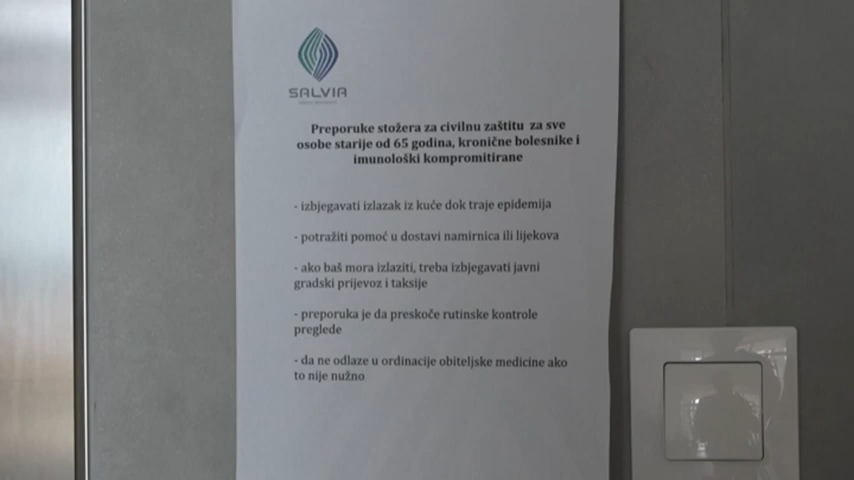 SALVIA
Preporuke stožera za civilnu zaštitu za sve
osobe starije od 65 godina, kronične bolesnike i
imunološki kompromitirane
- izbjegavati izlazak iz kuće dok traje epidemija
- potražiti pomoć u dostavi namirnica ili lijekova
- ako baš mora izlaziti, treba izbjegavati javni
gradski prijevoz i taksije
- preporuka je da preskoče rutinske kontrole
preglede
- da ne odlaze u ordinacije obiteljske medicine ako
to nije nužno